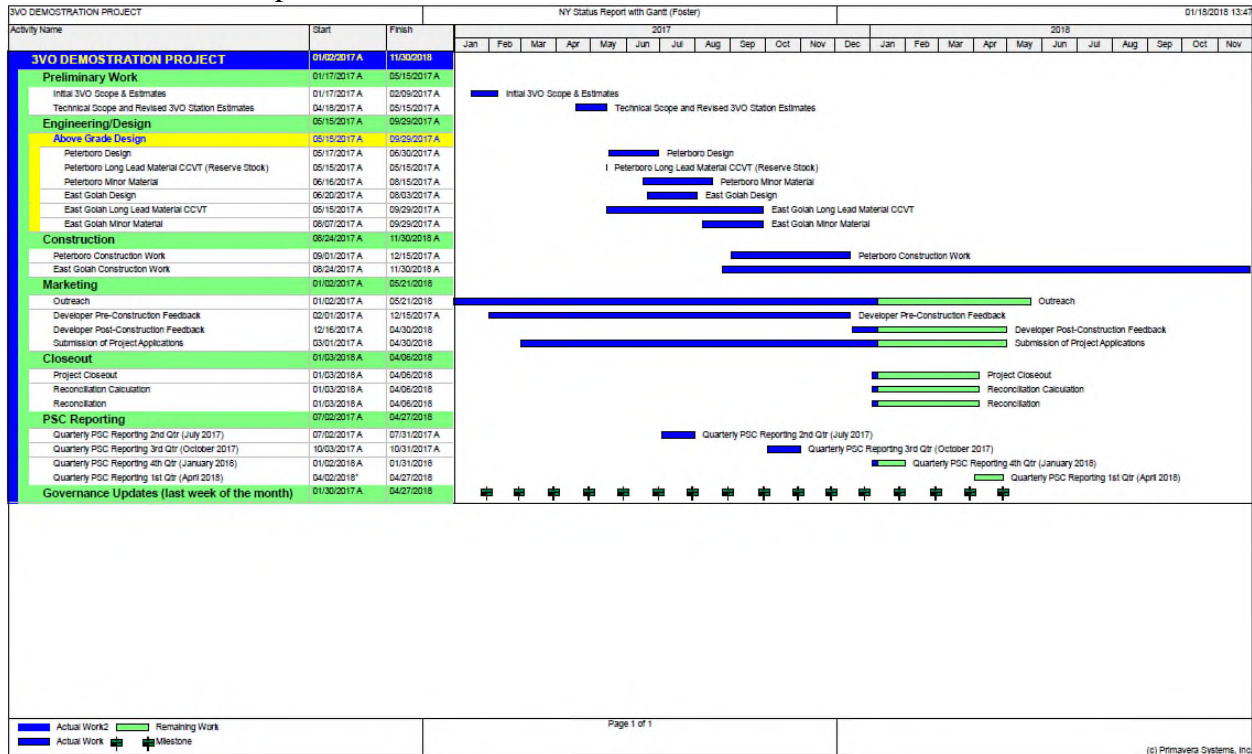 3VO DEMOSTRATION PROJECT NY Status Report with Gantt (Foster) 01/18/2018 13:47
Activity Name Start Finish 2017 2018
Jan Feb Mar Apr May Jun Jul Aug Sep Oct Nov Dec Jan Feb Mar Apr May Jun Jul Aug Sep Oct Nov
3VO DEMOSTRATION PROJECT 01/02/2017 A 11/30/2018
Preliminary Work 01/17/2017 A 05/15/2017 A
Initial 3VO Scope & Estimates 01/17/2017 A 02/09/2017 A Initial 3VO Scope & Estimates
Technical Scope and Revised 3VO Station Estimates 04/18/2017 A 05/15/2017 A Technical Scope and Revised 3VO Station Estimates
Engineering/Design 05/15/2017 A 09/29/2017 A
Above Grade Design 05/15/2017 A 09/29/2017 A
Peterboro Design 05/17/2017 A 06/30/2017 A Peterboro Design
Peterboro Long Lead Material CCVT (Reserve Stock) 05/15/2017 A 05/15/2017 A Peterboro Long Lead Material CCVT (Reserve Stock)
Peterboro Minor Material 06/16/2017 A 08/15/2017 A Peterboro Minor Material
East Golah Design 06/20/2017 A 08/03/2017 A East Golah Design
East Golah Long Lead Material CCVT 05/15/2017 A 09/29/2017 A East Golah Long Lead Material CCVT
East Golah Minor Material 08/07/2017 A 09/29/2017 A East Golah Minor Material
Construction 08/24/2017 A 11/30/2018 A
Peterboro Construction Work 09/01/2017 A 12/15/2017 A Peterboro Construction Work
East Golah Construction Work 08/24/2017 A 11/30/2018 A
Marketing 01/02/2017 A 05/21/2018
Outreach 01/02/2017 A 05/21/2018 Outreach
Developer Pre-Construction Feedback 02/01/2017 A 12/15/2017 A Developer Pre-Construction Feedback
Developer Post-Construction Feedback 12/16/2017 A 04/30/2018 Developer Post-Construction Feedback
Submission of Project Applications 03/01/2017 A 04/30/2018 Submission of Project Applications
Closeout 01/03/2018 A 04/06/2018
Project Closeout 01/03/2018 A 04/06/2018 Project Closeout
Reconciliation Calculation 01/03/2018 A 04/06/2018 Reconciliation Calculation
Reconciliation 01/03/2018 A 04/06/2018 Reconciliation
PSC Reporting 07/02/2017 A 04/27/2018
Quarterly PSC Reporting 2nd Qtr (July 2017) 07/02/2017 A 07/31/2017 A Quarterly PSC Reporting 2nd Qtr (July 2017)
Quarterly PSC Reporting 3rd Qtr (October 2017) 10/03/2017 A 10/31/2017 A Quarterly PSC Reporting 3rd Qtr (October 2017)
Quarterly PSC Reporting 4th Qtr (January 2018) 01/02/2018 A 01/31/2018 Quarterly PSC Reporting 4th Qtr (January 2018)
Quarterly PSC Reporting 1st Qtr (April 2018) 04/02/2018* 04/27/2018 Quarterly PSC Reporting 1st Qtr (April 2018)
Governance Updates (last week of the month) 01/30/2017 A 04/27/2018
Actual Work2 Remaining Work Page 1 of 1
Actual Work Milestone
(c) Primavera Systems, Inc.